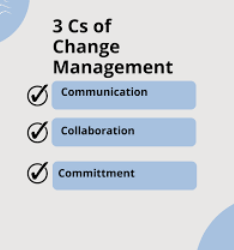 3 Cs of
Change
Management
Communication
Collaboration
Committment